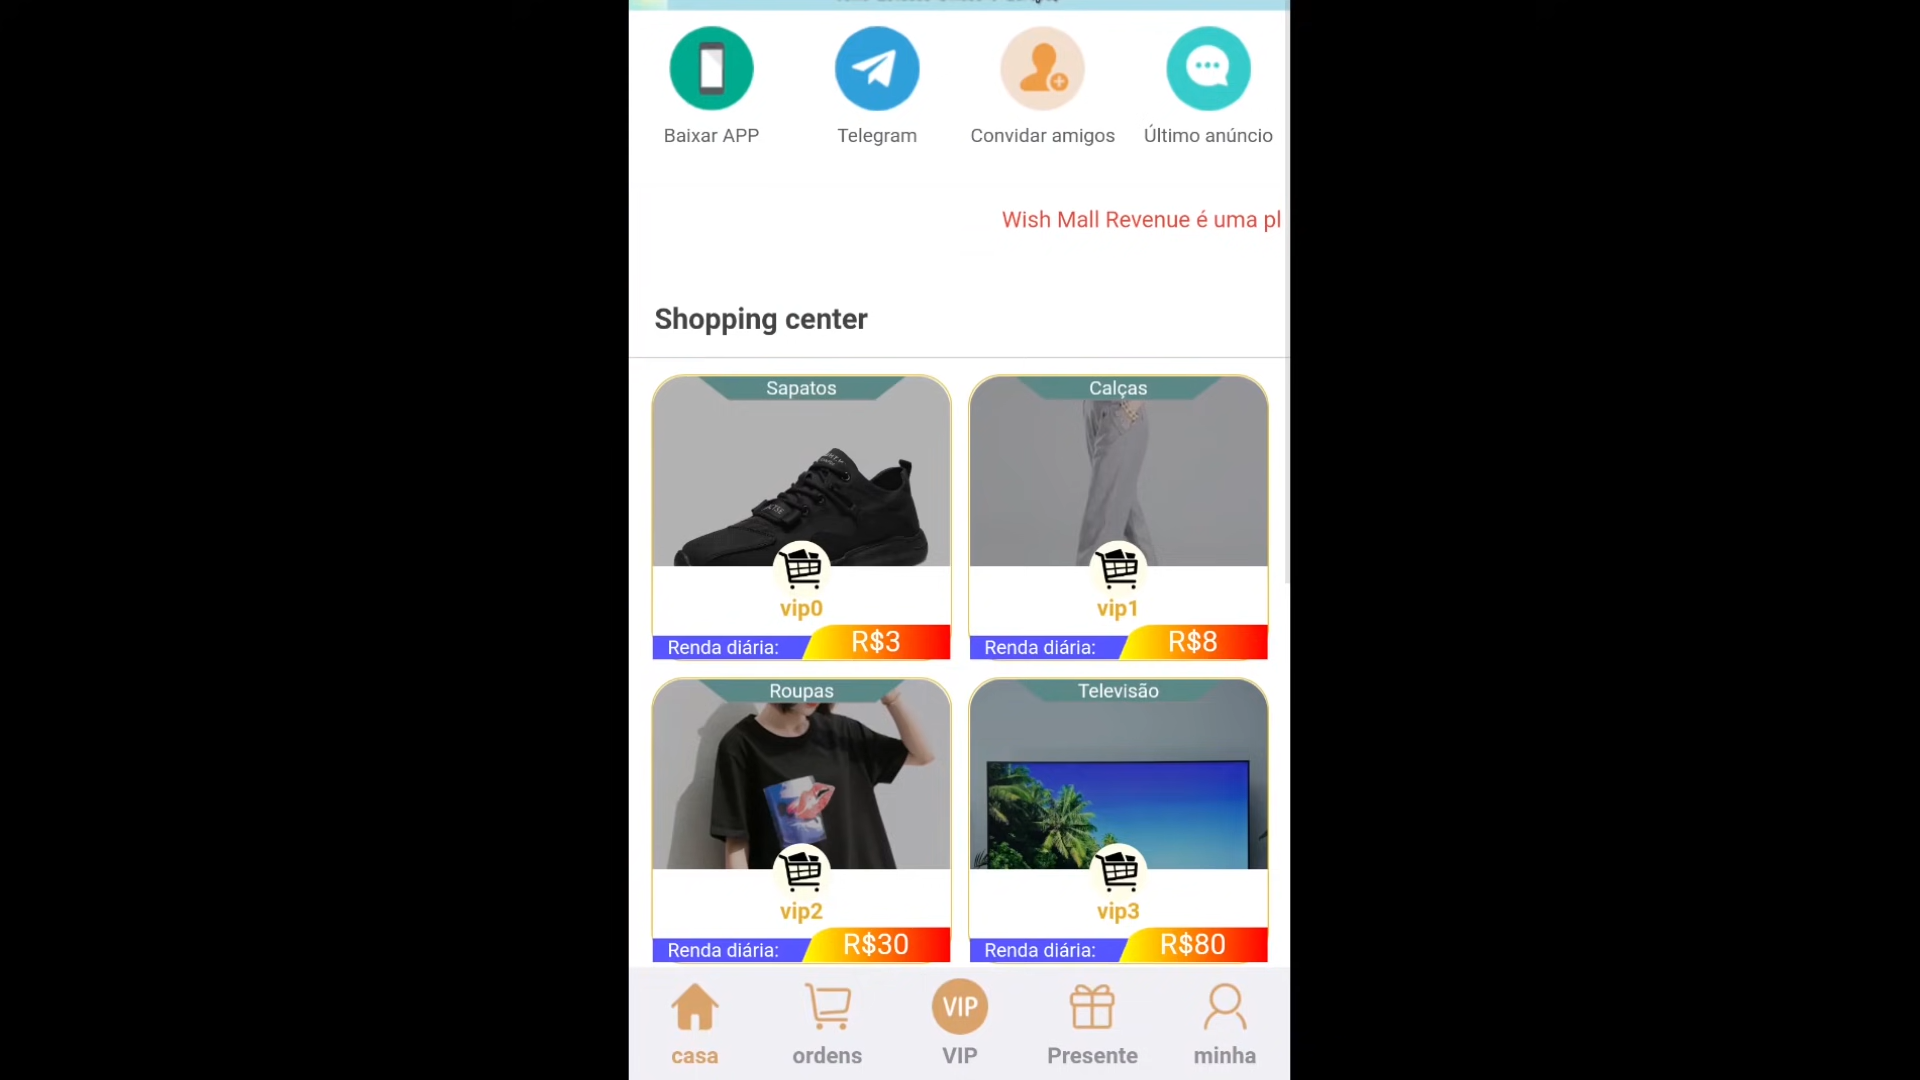 Baixar APP
Telegram
Convidar amigos
Último anúncio
Wish Mall Revenue é uma pl
Shopping center
Sapatos
Calças
vip0
vip1
Renda diária: R$3
Renda diária: R$8
Roupas
Televisão
vip2
vip3
Renda diária: R$30
Renda diária: R$80
VIP
casa
ordens
VIP
Presente
minha